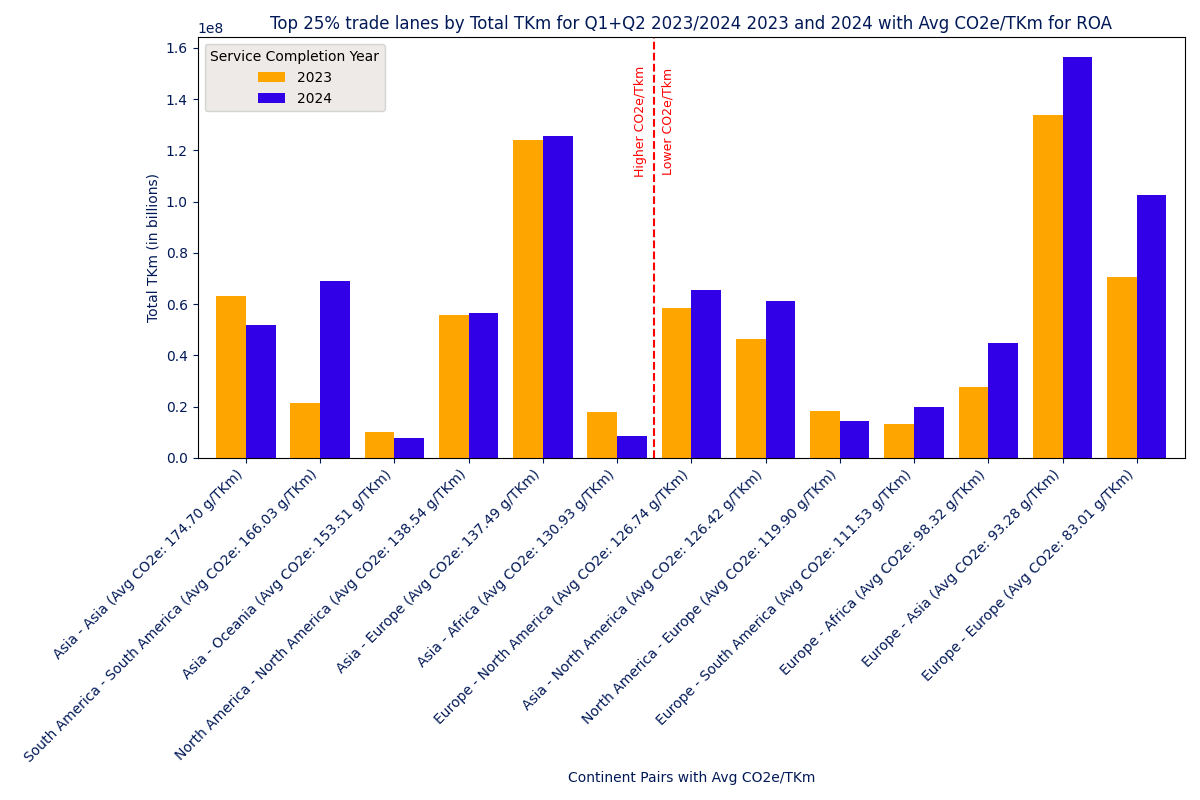 Top 25% trade lanes by Total TKm for Q1+Q2 2023/2024 2023 and 2024 with Avg CO2e/TKm for ROA
1e8
Service Completion Year
2023
2024
Higher CO2e/Tkm
Lower CO2e/Tkm
Total TKm (in billions)
1.6
1.4
1.2
1.0
0.8
0.6
0.4
0.2
0.0
Asia - Asia (Avg CO2e: 174.70 g/TKm)
South America - South America (Avg CO2e: 166.03 g/TKm)
Asia - Oceania (Avg CO2e: 153.51 g/TKm)
North America - North America (Avg CO2e: 138.54 g/TKm)
Asia - Europe (Avg CO2e: 137.49 g/TKm)
Asia - Africa (Avg CO2e: 130.93 g/TKm)
Europe - North America (Avg CO2e: 126.74 g/TKm)
Asia - North America (Avg CO2e: 126.42 g/TKm)
North America - Europe (Avg CO2e: 119.90 g/TKm)
Europe - South America (Avg CO2e: 111.53 g/TKm)
Europe - Africa (Avg CO2e: 98.32 g/TKm)
Europe - Asia (Avg CO2e: 93.28 g/TKm)
Europe - Europe (Avg CO2e: 83.01 g/TKm)
Continent Pairs with Avg CO2e/TKm